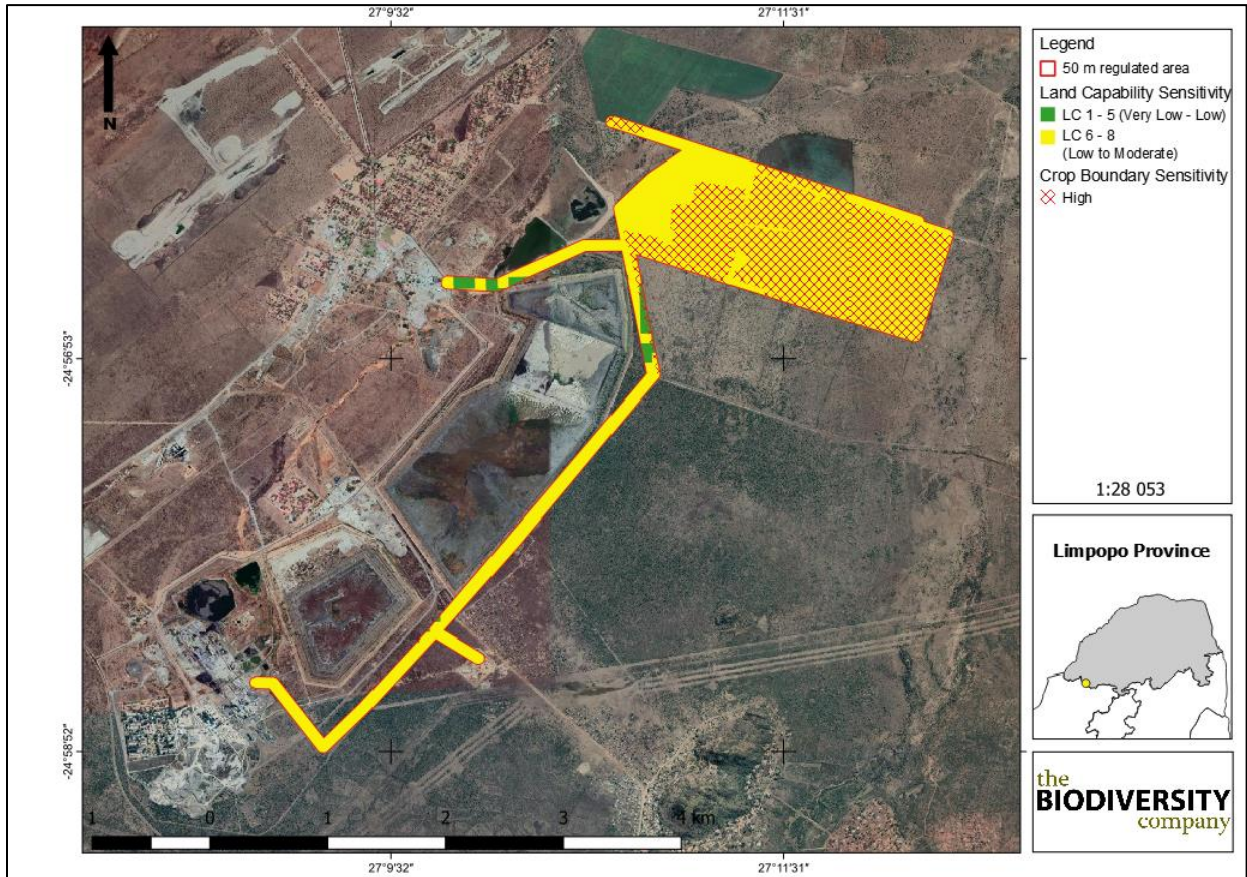 27°9'32"
27°11'31"
N
-24°56'53"
-24°58'52"
1 0 1 2 3 4 km
27°9'32"
27°11'31"
Legend
50 m regulated area
Land Capability Sensitivity
LC 1 - 5 (Very Low - Low)
LC 6 - 8
(Low to Moderate)
Crop Boundary Sensitivity
High
1:28 053
Limpopo Province
the
BIODIVERSITY
company